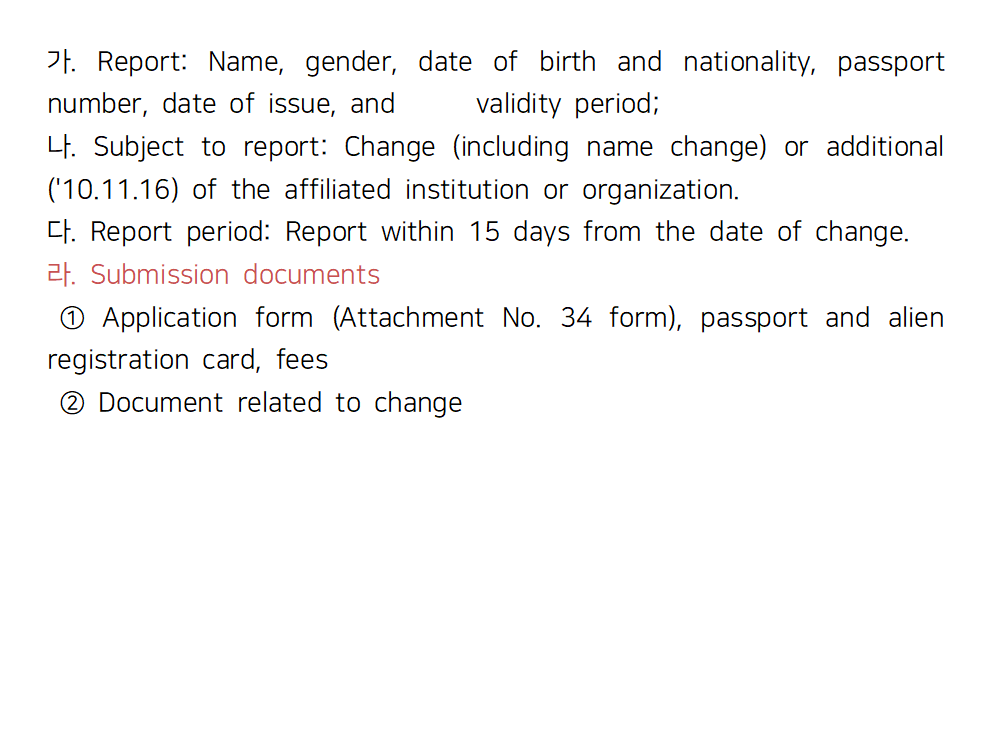 가. Report: Name, gender, date of birth and nationality, passport
number, date of issue, and validity period;
나. Subject to report: Change (including name change) or additional
('10.11.16) of the affiliated institution or organization.
다. Report period: Report within 15 days from the date of change.
라. Submission documents
① Application form (Attachment No. 34 form), passport and alien
registration card, fees
② Document related to change